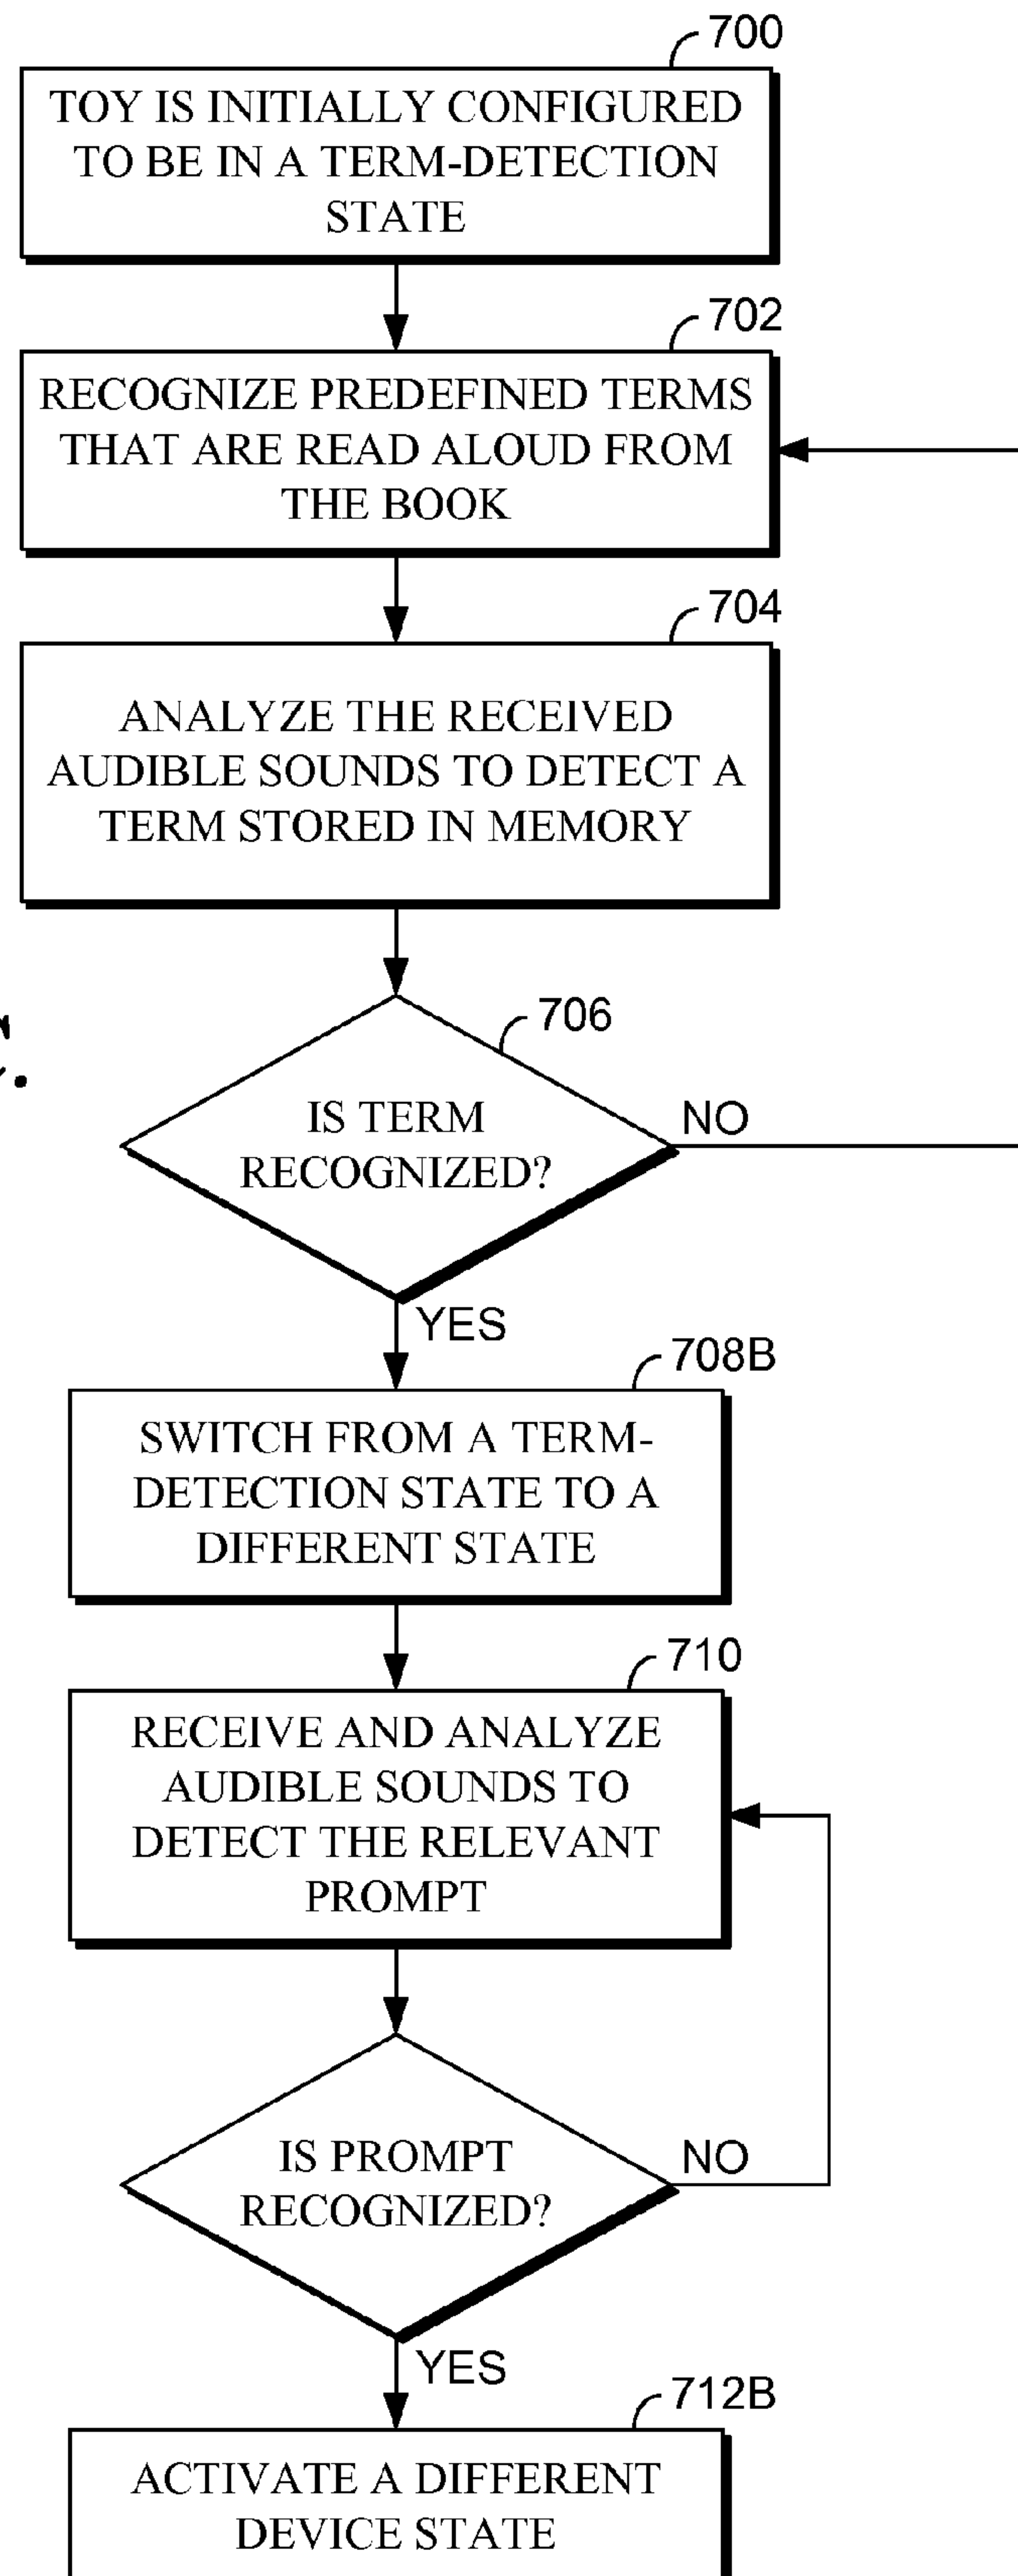 700
TOY IS INITIALLY CONFIGURED
TO BE IN A TERM-DETECTION
STATE
702
RECOGNIZE PREDEFINED TERMS
THAT ARE READ ALOUD FROM
THE BOOK
704
ANALYZE THE RECEIVED
AUDIBLE SOUNDS TO DETECT A
TERM STORED IN MEMORY
706
IS TERM
RECOGNIZED?
NO
YES
708B
SWITCH FROM A TERM-
DETECTION STATE TO A
DIFFERENT STATE
710
RECEIVE AND ANALYZE
AUDIBLE SOUNDS TO
DETECT THE RELEVANT
PROMPT
IS PROMPT
RECOGNIZED?
NO
YES
712B
ACTIVATE A DIFFERENT
DEVICE STATE